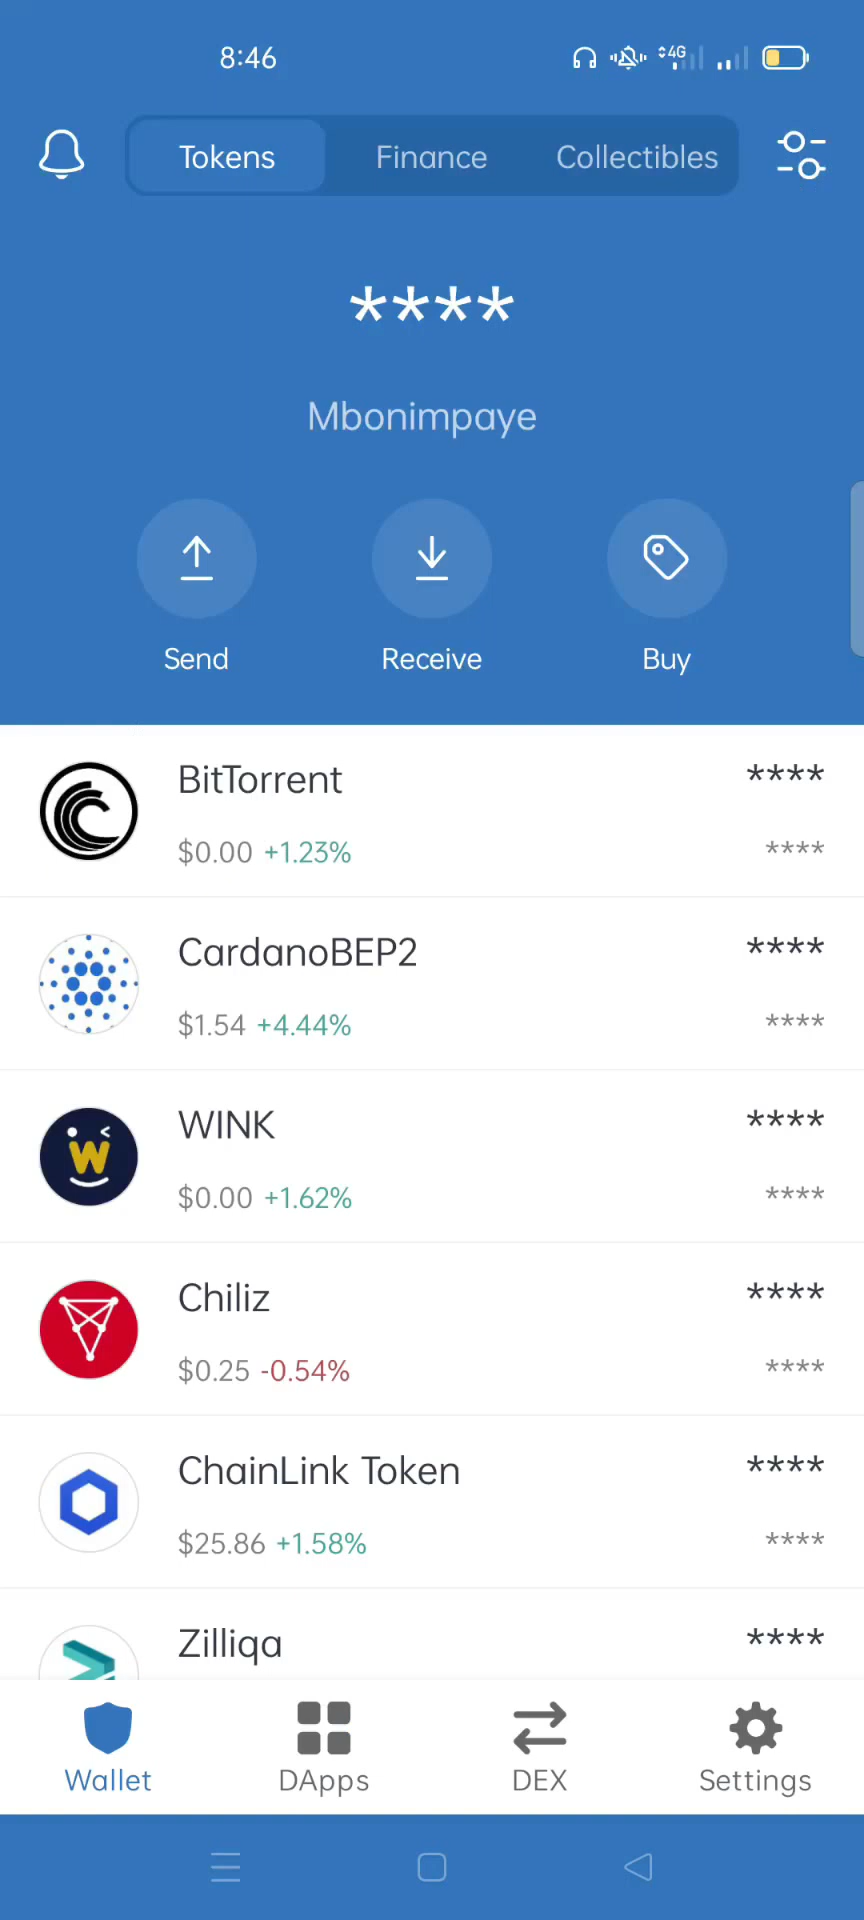 8:46
4G
Tokens Finance Collectibles
****
Mbonimpaye
Send Receive Buy
BitTorrent ****
$0.00 +1.23% ****
CardanoBEP2 ****
$1.54 +4.44% ****
WINK ****
$0.00 +1.62% ****
Chiliz ****
$0.25 -0.54% ****
ChainLink Token ****
$25.86 +1.58% ****
Zilliqa ****
Wallet DApps DEX Settings